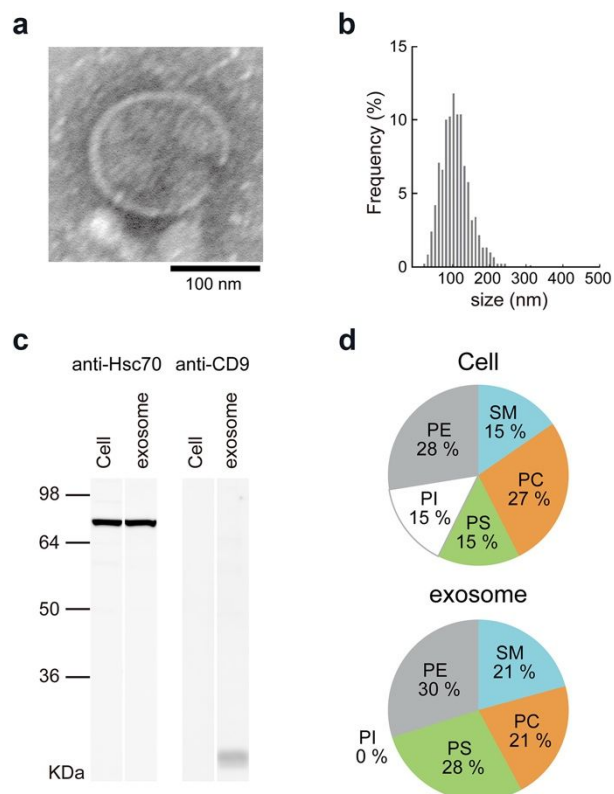 a
100 nm
b
Frequency (%)
15
10
5
0
100 200 300 400 500
size (nm)
c
anti-Hsc70 anti-CD9
Cell exosome Cell exosome
98
64
50
36
KDa
d
Cell
PE
28 %
SM
15 %
PI
15 %
PC
27 %
PS
15 %
exosome
PE
30 %
SM
21 %
PI
0 %
PS
28 %
PC
21 %